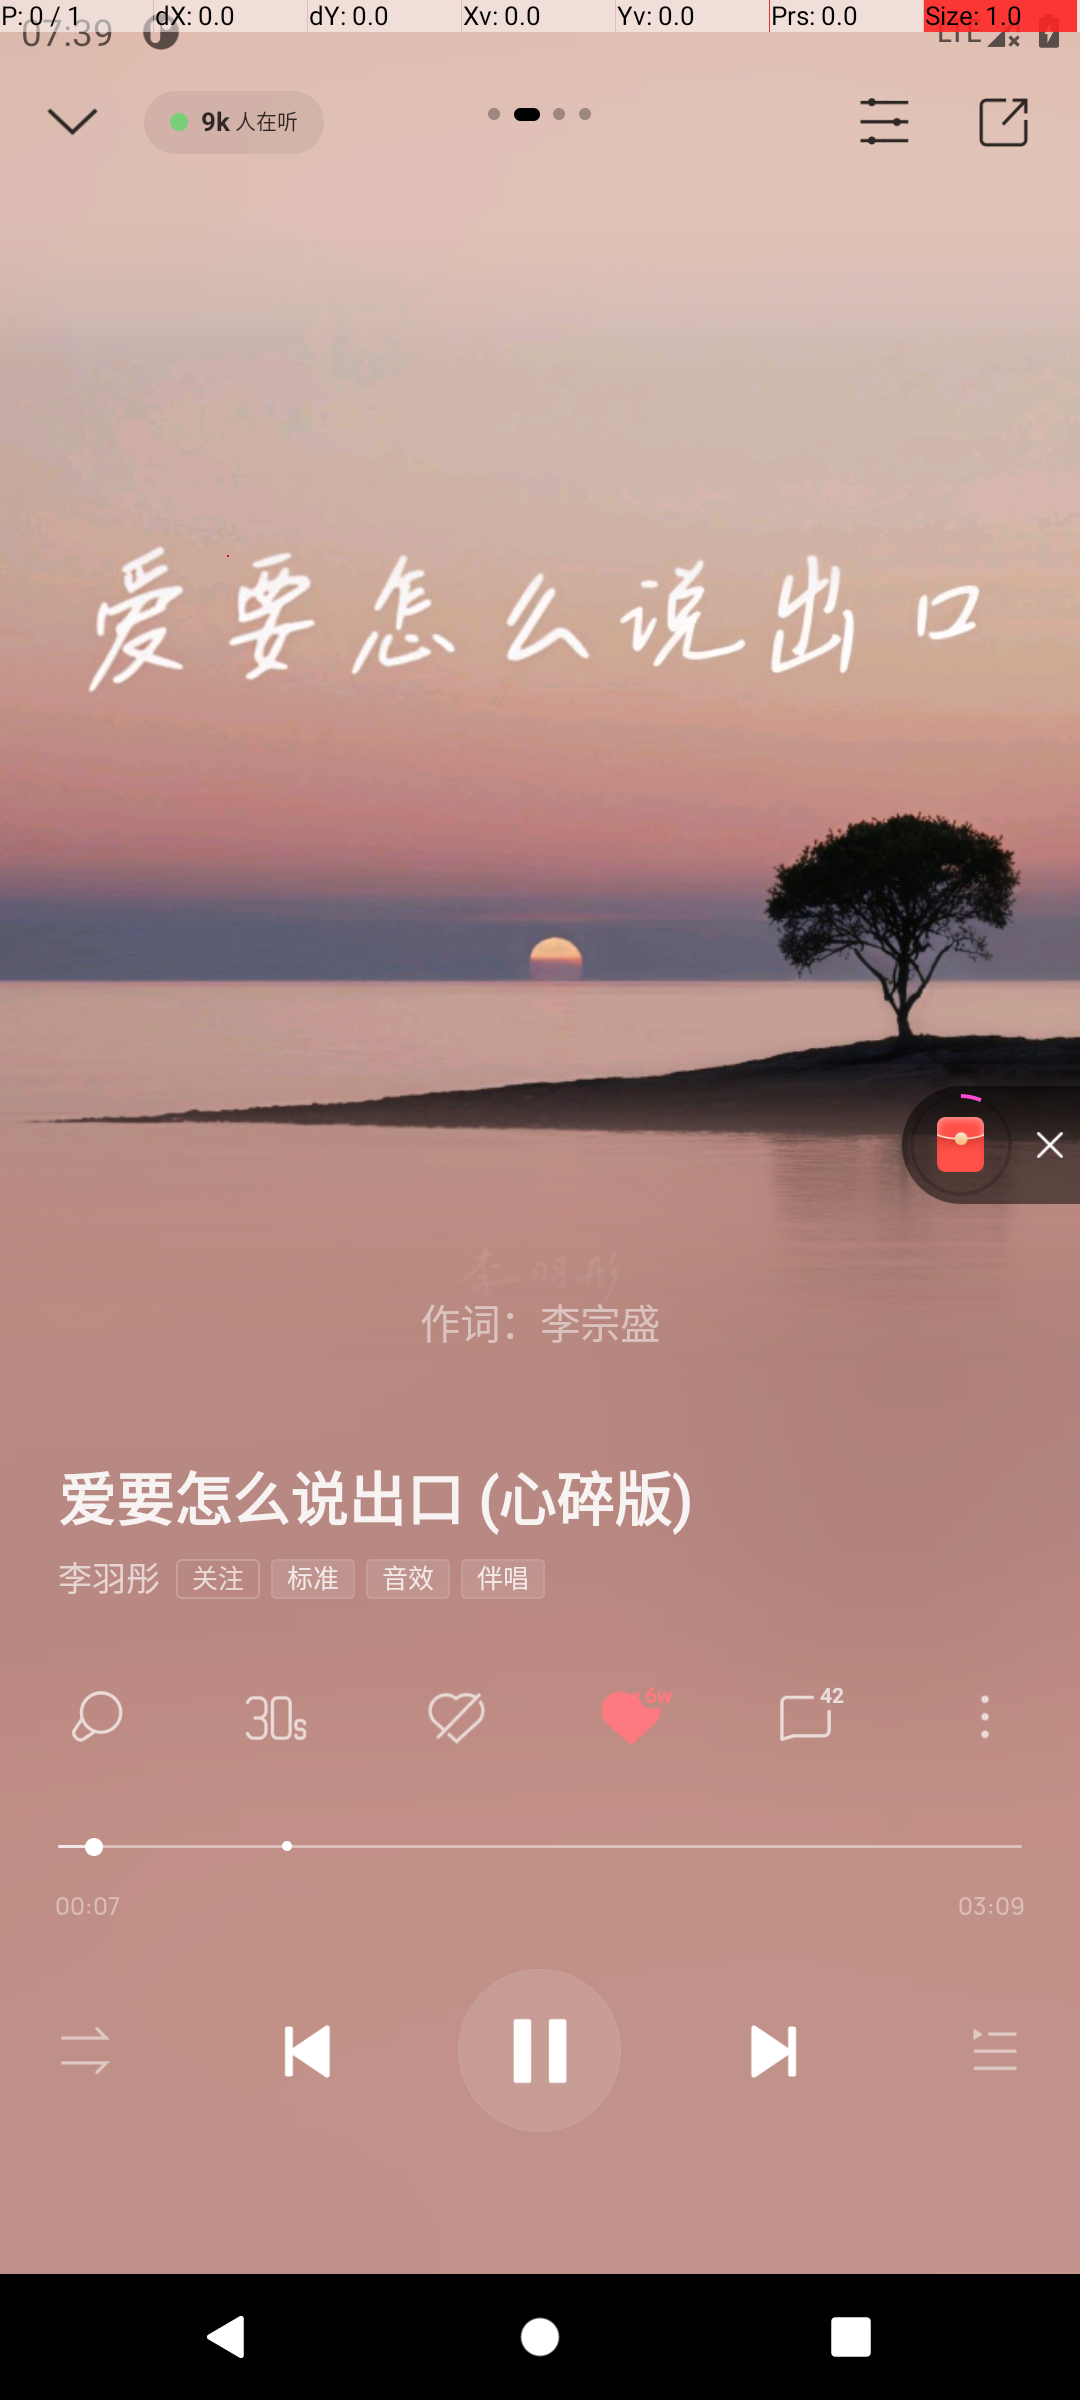 P: 0 / 1 dX: 0.0 dY: 0.0 Xv: 0.0 Yv: 0.0 Prs: 0.0 Size: 1.0
07:39 LTE
9k 人在听
爱要怎么说出口
李羽彤
作词：李宗盛
爱要怎么说出口 (心碎版)
李羽彤 关注 标准 音效 伴唱
30s 6w 42
00:07 03:09